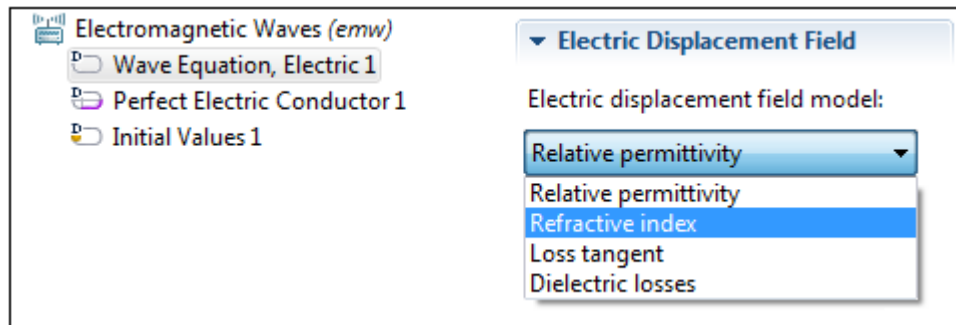 Electromagnetic Waves (emw)
Wave Equation, Electric 1
Perfect Electric Conductor 1
Initial Values 1
Electric Displacement Field
Electric displacement field model:
Relative permittivity
Relative permittivity
Refractive index
Loss tangent
Dielectric losses